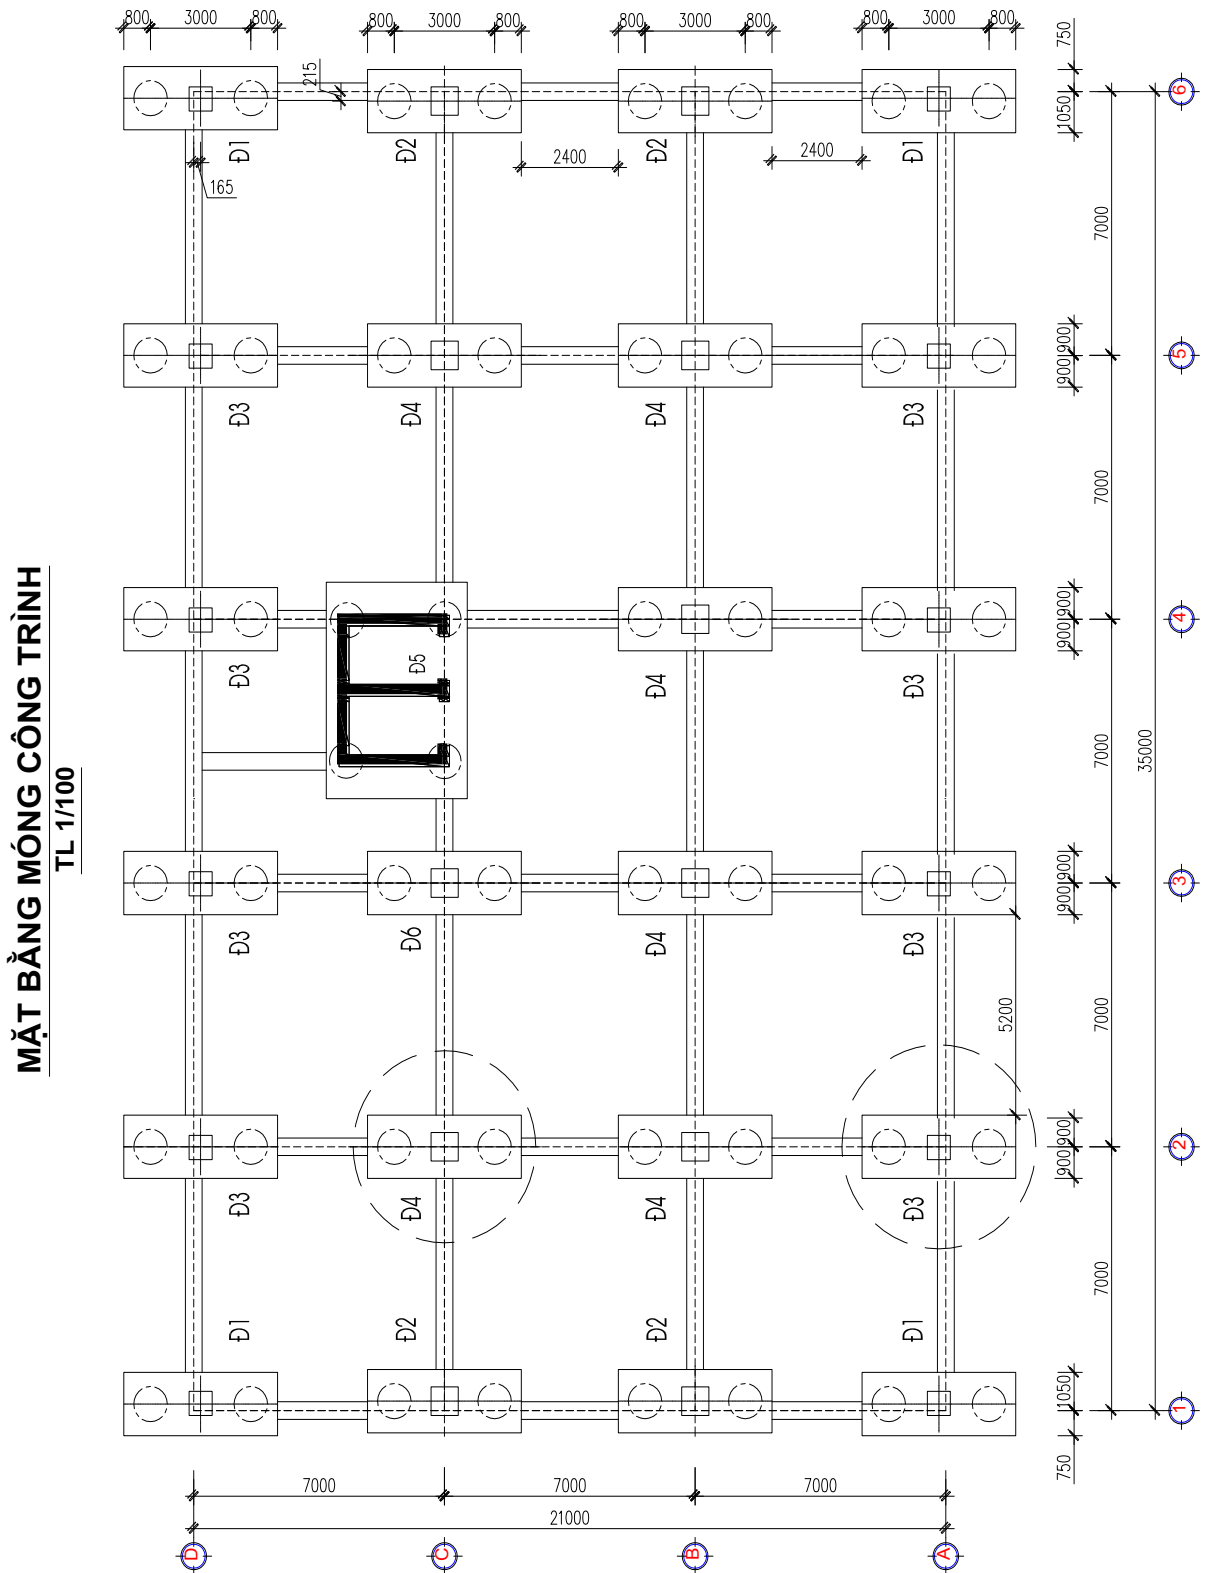 800
3000
800
800
3000
800
800
3000
800
800
3000
800
750
215
1050
6
Đ1
Đ2
Đ2
Đ1
2400
2400
165
7000
900
900
5
Đ3
Đ4
Đ4
Đ3
7000
900
900
4
Đ3
Đ5
Đ4
Đ3
7000
35000
900
900
3
Đ3
Đ6
Đ4
Đ3
5200
7000
900
900
2
Đ3
Đ4
Đ4
Đ3
7000
Đ1
Đ2
Đ2
Đ1
1050
1
750
7000
7000
7000
21000
D
C
B
A
MẶT BẰNG MÓNG CÔNG TRÌNH
TL 1/100